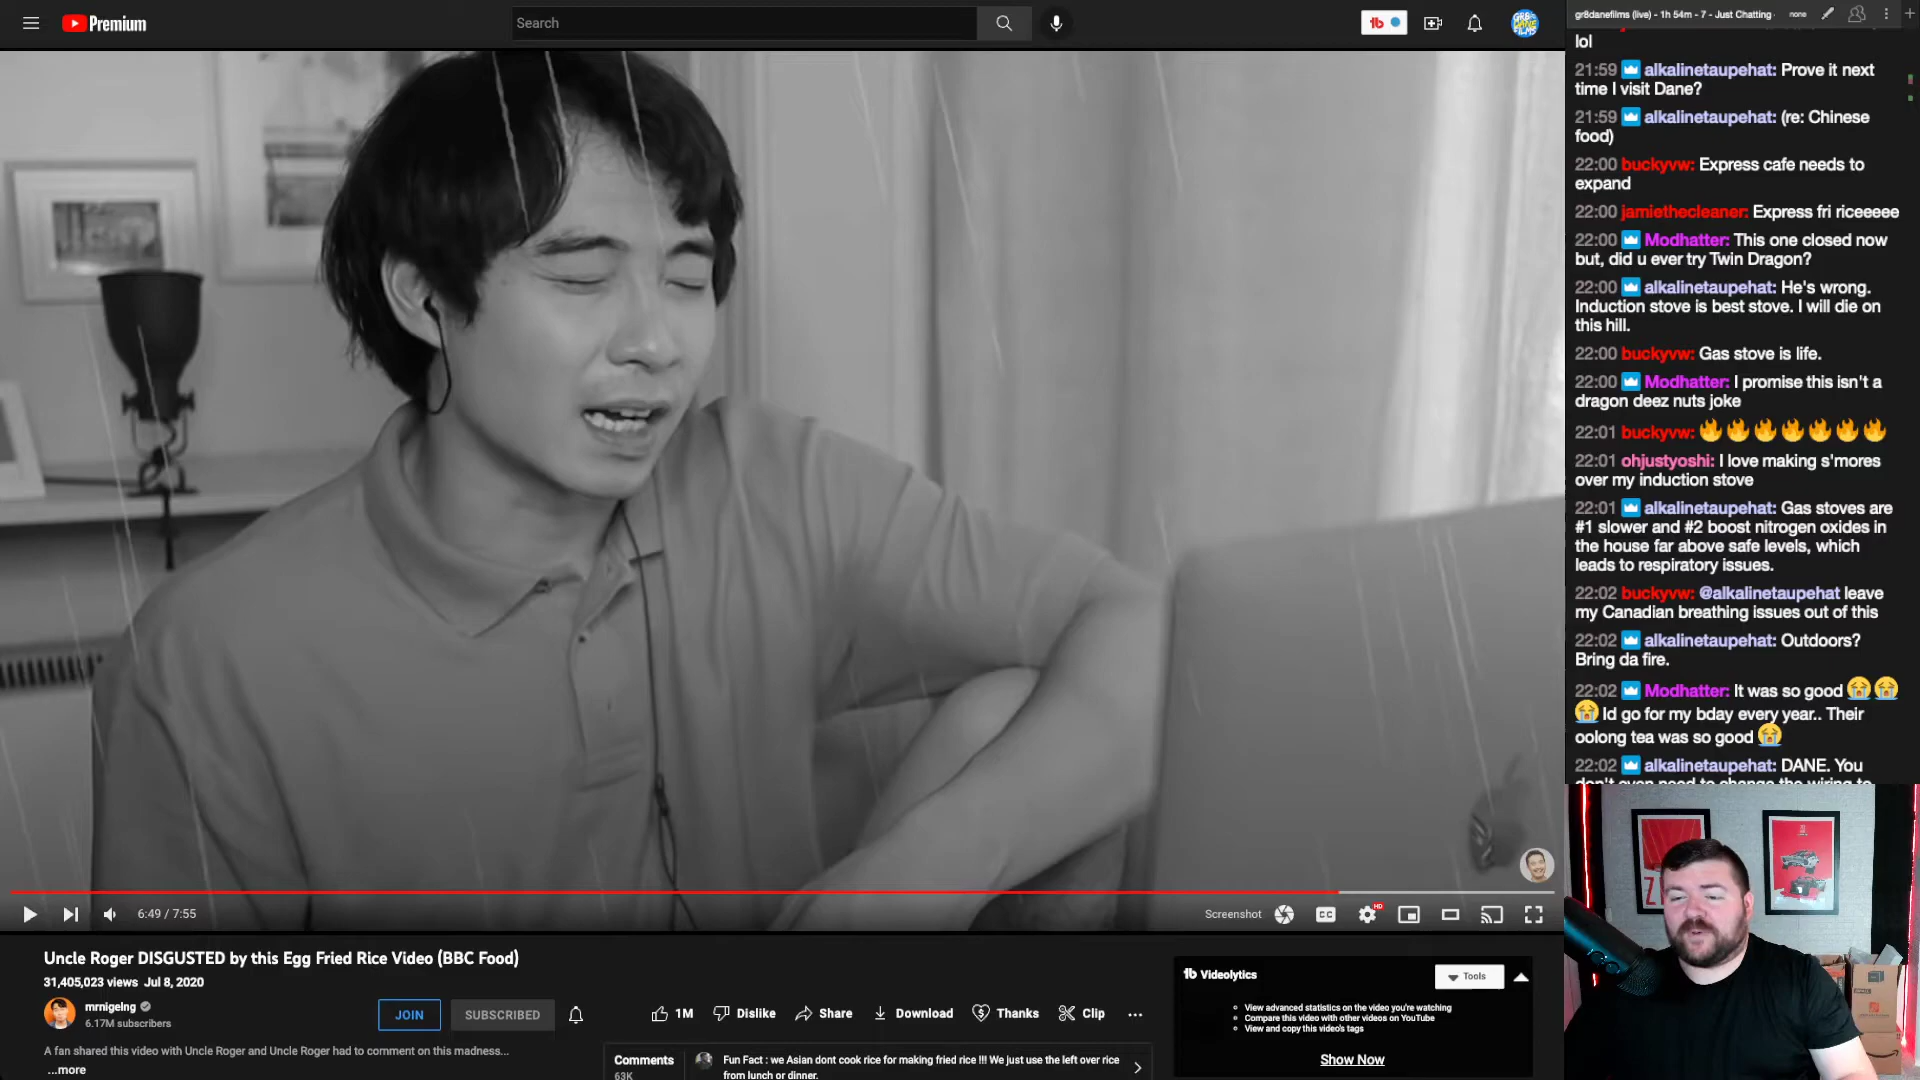 Premium
Search
gr8danefilms (live) - 1h 54m - 7 - Just Chatting
none
lol
21:59 alkalinetaupehat: Prove it next
time I visit Dane?
21:59 alkalinetaupehat: (re: Chinese
food)
22:00 buckyvw: Express cafe needs to
expand
22:00 jamiethecleaner: Express fri riceeeee
22:00 Modhatter: This one closed now
but, did u ever try Twin Dragon?
22:00 alkalinetaupehat: He's wrong.
Induction stove is best stove. I will die on
this hill.
22:00 buckyvw: Gas stove is life.
22:00 Modhatter: I promise this isn't a
dragon deez nuts joke
22:01 buckyvw: 🔥🔥🔥🔥🔥🔥🔥
22:01 ohjustyoshi: I love making s'mores
over my induction stove
22:01 alkalinetaupehat: Gas stoves are
#1 slower and #2 boost nitrogen oxides in
the house far above safe levels, which
leads to respiratory issues.
22:02 buckyvw: @alkalinetaupehat leave
my Canadian breathing issues out of this
22:02 alkalinetaupehat: Outdoors?
Bring da fire.
22:02 Modhatter: It was so good 😭😭
😭 Id go for my bday every year.. Their
oolong tea was so good 😭
22:02 alkalinetaupehat: DANE. You
don't even need to change the wiring to
6:49 / 7:55
Screenshot
CC
HD
Uncle Roger DISGUSTED by this Egg Fried Rice Video (BBC Food)
31,405,023 views Jul 8, 2020
mrnigelng
6.17M subscribers
JOIN
SUBSCRIBED
1M
Dislike
Share
Download
Thanks
Clip
A fan shared this video with Uncle Roger and Uncle Roger had to comment on this madness...
...more
Comments
63K
Fun Fact : we Asian dont cook rice for making fried rice !!! We just use the left over rice
from lunch or dinner.
tb Videolytics
Tools
View advanced statistics on the video you're watching
Compare this video with other videos on YouTube
View and copy this video's tags
Show Now